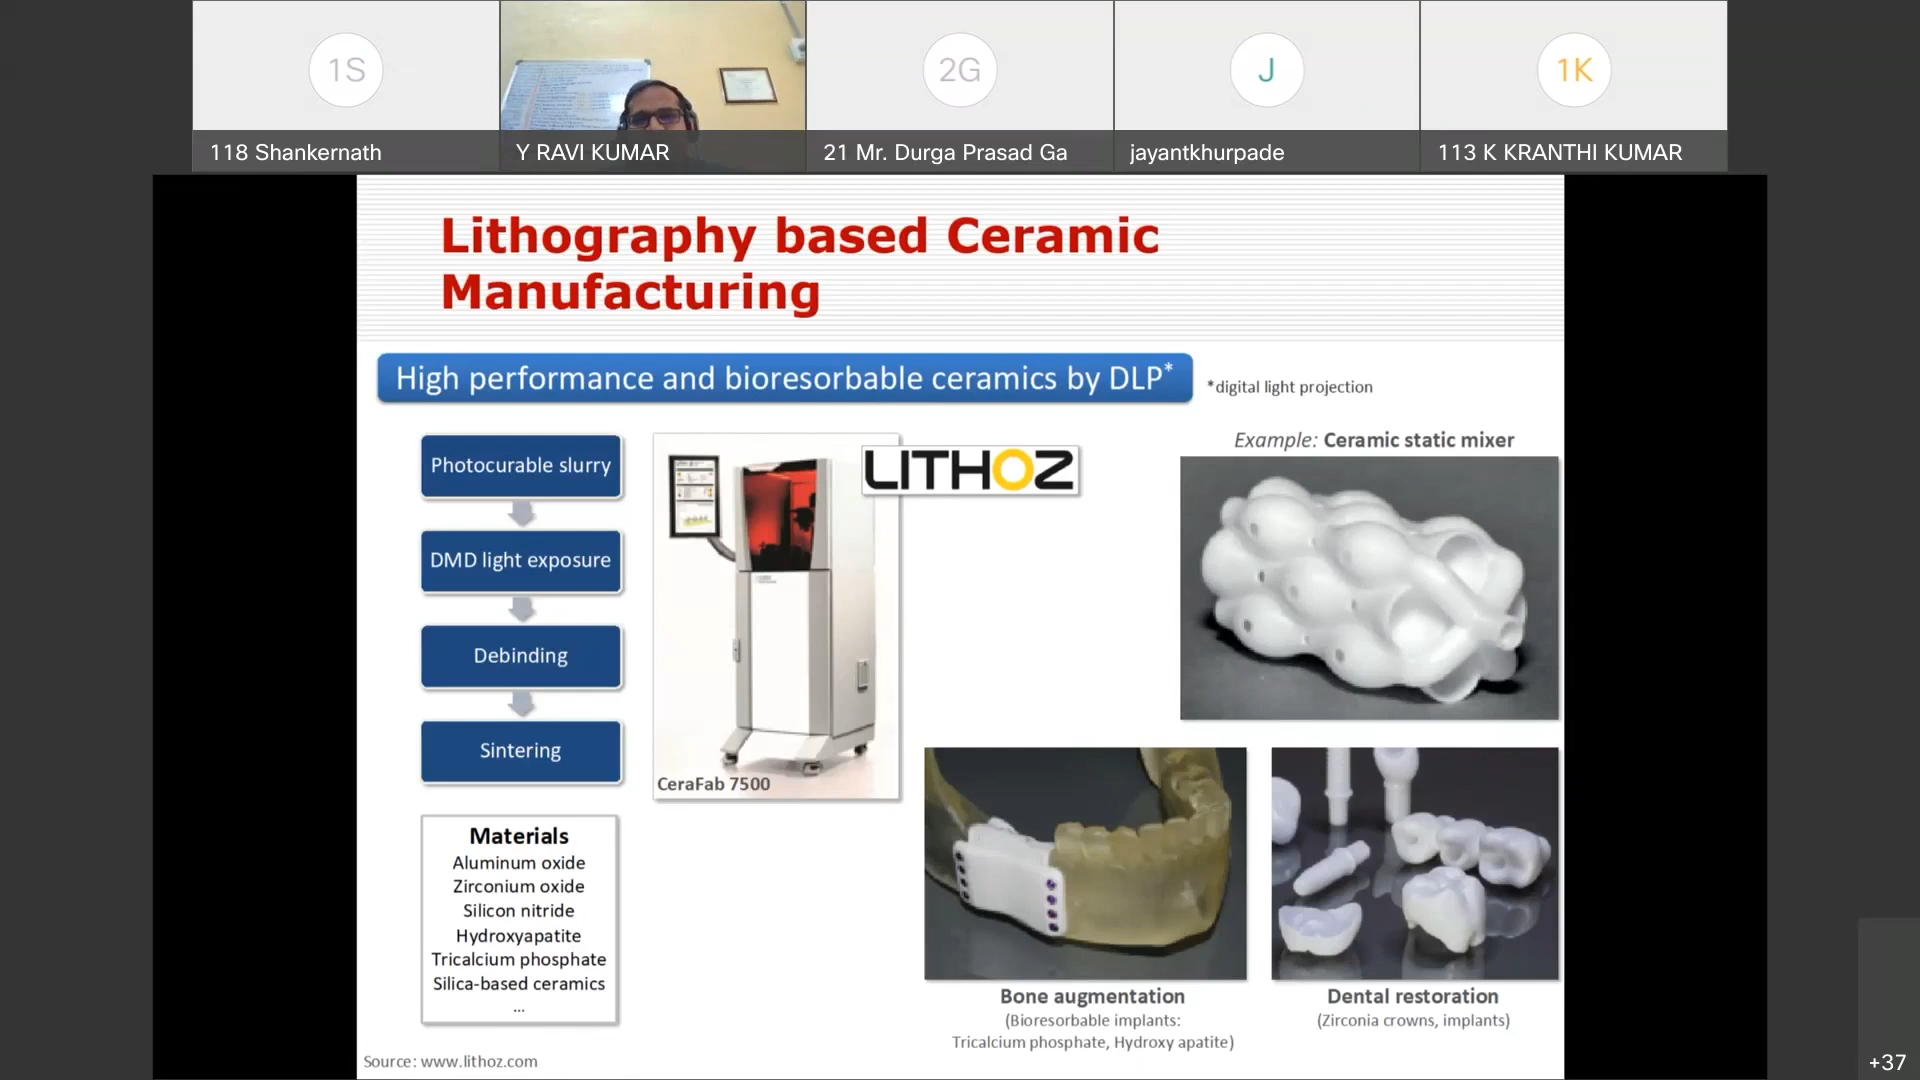 1S
2G
J
1K
118 Shankernath
Y RAVI KUMAR
21 Mr. Durga Prasad Ga
jayantkhurpade
113 K KRANTHI KUMAR
Lithography based Ceramic
Manufacturing
High performance and bioresorbable ceramics by DLP*
*digital light projection
Photocurable slurry
DMD light exposure
Debinding
Sintering
Materials
Aluminum oxide
Zirconium oxide
Silicon nitride
Hydroxyapatite
Tricalcium phosphate
Silica-based ceramics
...
LITHOZ
CeraFab 7500
Example: Ceramic static mixer
Bone augmentation
(Bioresorbable implants:
Tricalcium phosphate, Hydroxy apatite)
Dental restoration
(Zirconia crowns, implants)
Source: www.lithoz.com
+37